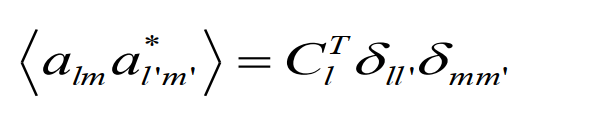 ⟨a_{lm} a^*_{l'm'}⟩ = C_l^T δ_{ll'} δ_{mm'}